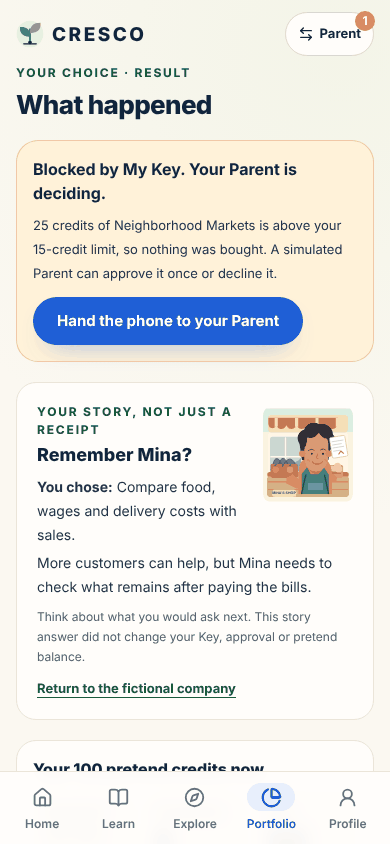 CRESCO
Parent
1
YOUR CHOICE · RESULT
What happened
Blocked by My Key. Your Parent is
deciding.
25 credits of Neighborhood Markets is above your
15-credit limit, so nothing was bought. A simulated
Parent can approve it once or decline it.
Hand the phone to your Parent
YOUR STORY, NOT JUST A
RECEIPT
Remember Mina?
You chose: Compare food,
wages and delivery costs with
sales.
More customers can help, but Mina needs to
check what remains after paying the bills.
Think about what you would ask next. This story
answer did not change your Key, approval or pretend
balance.
Return to the fictional company
Your 100 pretend credits now
Home
Learn
Explore
Portfolio
Profile